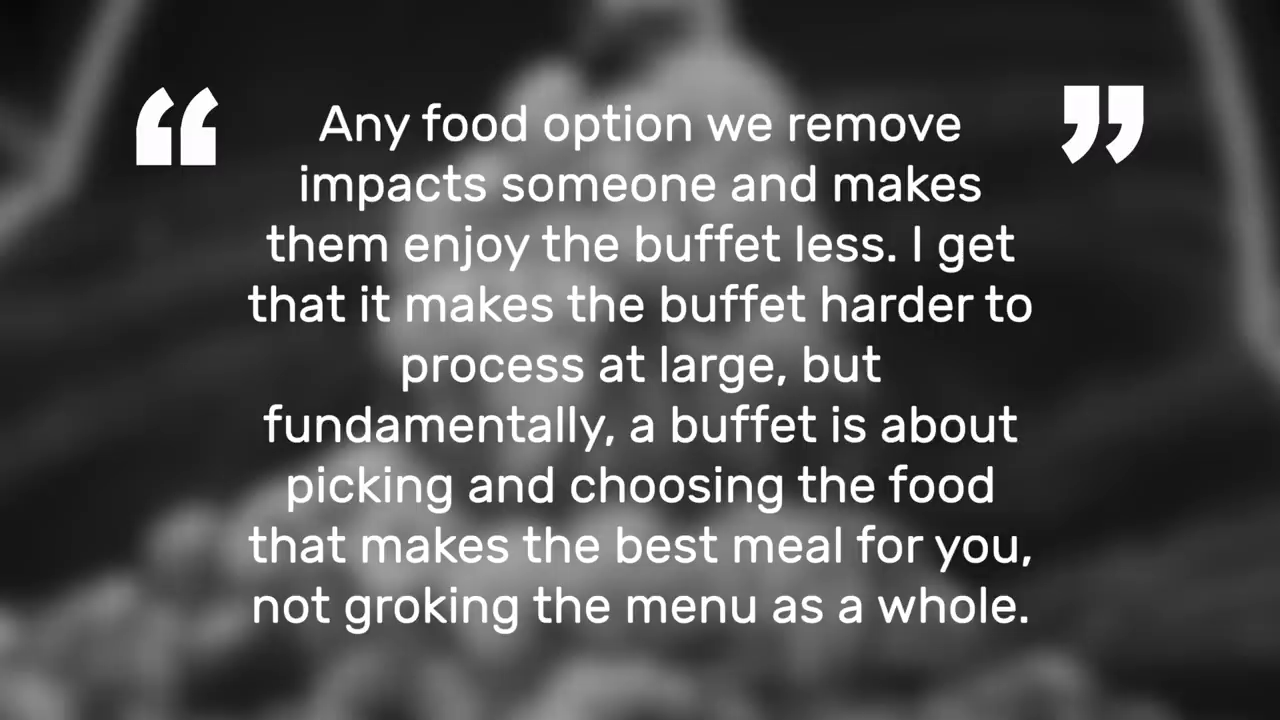 “ Any food option we remove ”
impacts someone and makes
them enjoy the buffet less. I get
that it makes the buffet harder to
process at large, but
fundamentally, a buffet is about
picking and choosing the food
that makes the best meal for you,
not groking the menu as a whole.